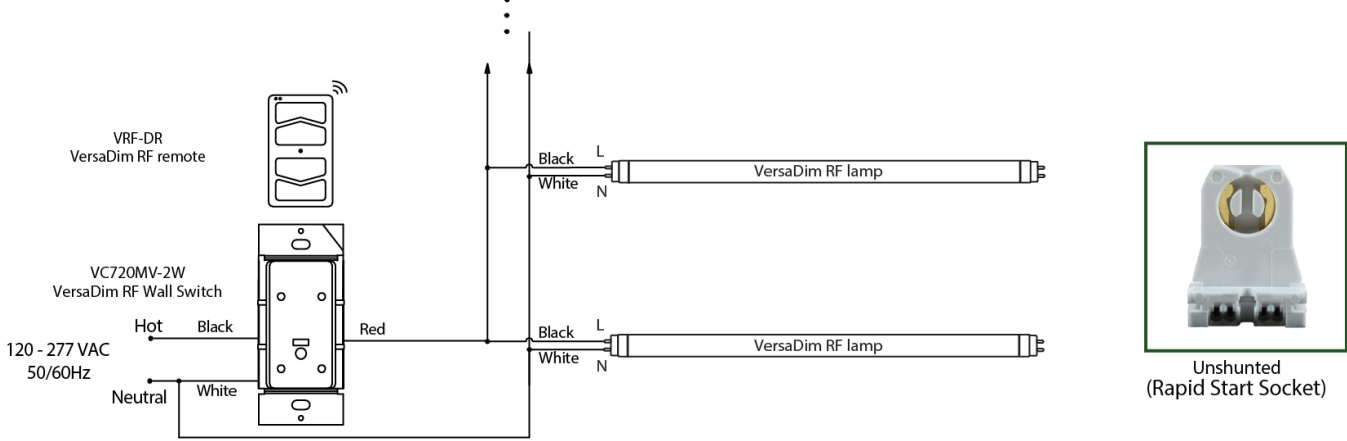 VRF-DR
VersaDim RF remote
Black
L
White
N
VersaDim RF lamp
VC720MV-2W
VersaDim RF Wall Switch
Hot
Black
Red
120 - 277 VAC
50/60Hz
Neutral
White
Black
L
White
N
VersaDim RF lamp
Unshunted
(Rapid Start Socket)